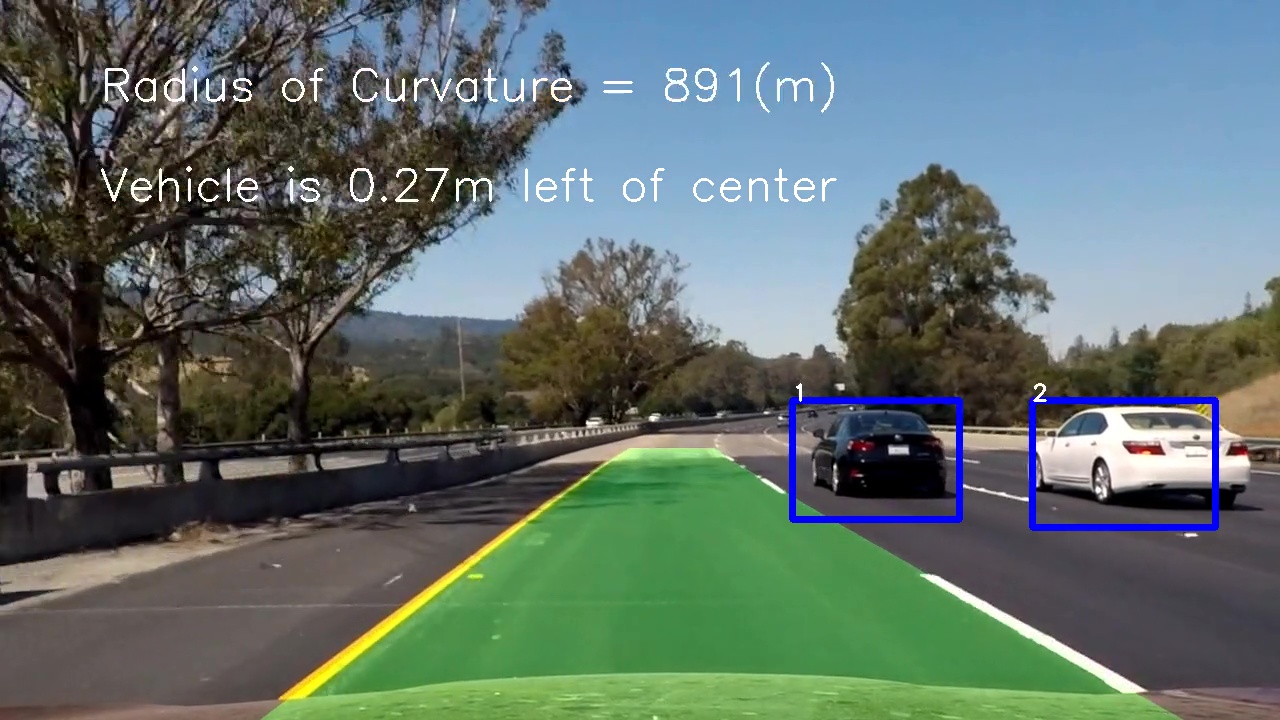 Radius of Curvature = 891(m)
Vehicle is 0.27m left of center
1
2